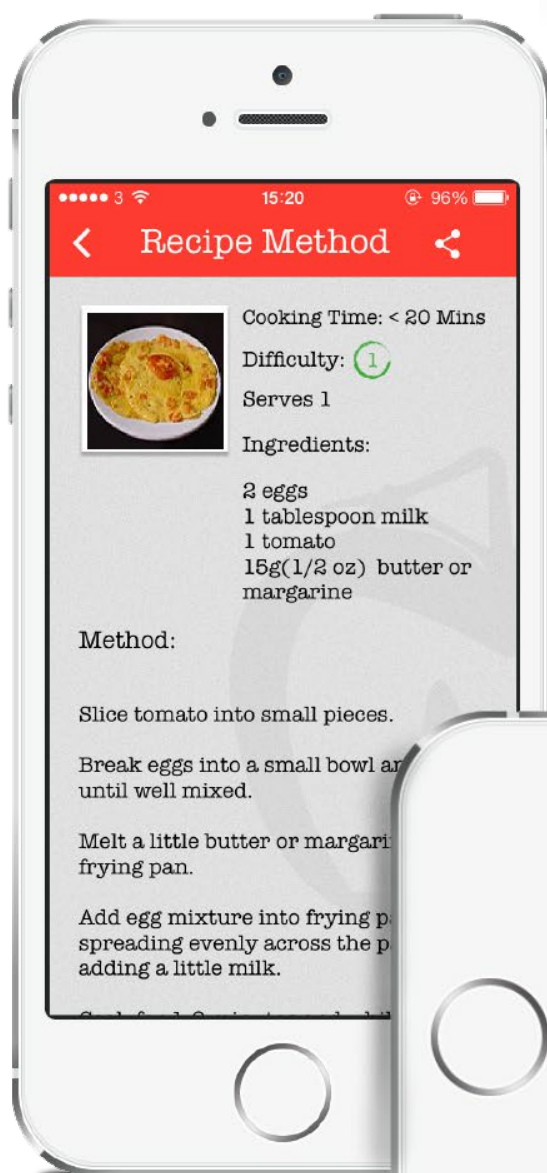 3
15:20
96%
Recipe Method
Cooking Time: < 20 Mins
Difficulty: 1
Serves 1
Ingredients:
2 eggs
1 tablespoon milk
1 tomato
15g(1/2 oz) butter or
margarine
Method:
Slice tomato into small pieces.
Break eggs into a small bowl
until well mixed.
Melt a little butter or
frying pan.
Add egg mixture into frying
spreading evenly across the
adding a little milk.